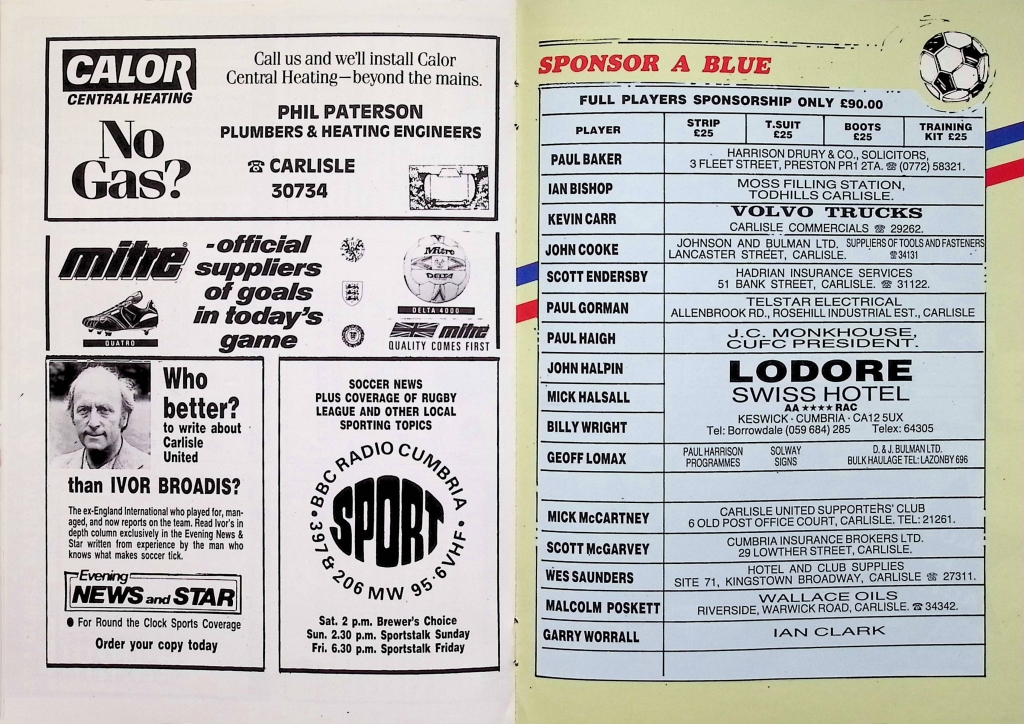 CALOR
CENTRAL HEATING
No
Gas?
Call us and we'll install Calor
Central Heating—beyond the mains.
PHIL PATERSON
PLUMBERS & HEATING ENGINEERS
☎ CARLISLE
30734
mitre®
QUATRO
-official
suppliers
of goals
in today's
game
Mitre
DELTA
DELTA 4000
mitre
QUALITY COMES FIRST
Who
better?
to write about
Carlisle
United
than IVOR BROADIS?
The ex-England International who played for, man-
aged, and now reports on the team. Read Ivor's in
depth column exclusively in the Evening News &
Star written from experience by the man who
knows what makes soccer tick.
Evening
NEWS and STAR
● For Round the Clock Sports Coverage
Order your copy today
SOCCER NEWS
PLUS COVERAGE OF RUGBY
LEAGUE AND OTHER LOCAL
SPORTING TOPICS
• BBC RADIO CUMBRIA •
SPORT
397 & 206 MW 95·6 VHF
Sat. 2 p.m. Brewer's Choice
Sun. 2.30 p.m. Sportstalk Sunday
Fri. 6.30 p.m. Sportstalk Friday
SPONSOR A BLUE
FULL PLAYERS SPONSORSHIP ONLY £90.00
PLAYER
STRIP
£25
T.SUIT
£25
BOOTS
£25
TRAINING
KIT £25
PAUL BAKER
HARRISON DRURY & CO., SOLICITORS,
3 FLEET STREET, PRESTON PR1 2TA. ☎ (0772) 58321.
IAN BISHOP
MOSS FILLING STATION,
TODHILLS CARLISLE.
KEVIN CARR
VOLVO TRUCKS
CARLISLE COMMERCIALS ☎ 29262.
JOHN COOKE
JOHNSON AND BULMAN LTD. SUPPLIERS OF TOOLS AND FASTENERS
LANCASTER STREET, CARLISLE. ☎ 34131
SCOTT ENDERSBY
HADRIAN INSURANCE SERVICES
51 BANK STREET, CARLISLE. ☎ 31122.
PAUL GORMAN
TELSTAR ELECTRICAL
ALLENBROOK RD., ROSEHILL INDUSTRIAL EST., CARLISLE
PAUL HAIGH
J.C. MONKHOUSE,
CUFC PRESIDENT.
JOHN HALPIN
MICK HALSALL
BILLY WRIGHT
LODORE
SWISS HOTEL
AA ★★★★ RAC
KESWICK · CUMBRIA · CA12 5UX
Tel: Borrowdale (059 684) 285 Telex: 64305
GEOFF LOMAX
PAUL HARRISON
PROGRAMMES
SOLWAY
SIGNS
D. & J. BULMAN LTD.
BULK HAULAGE TEL: LAZONBY 696
MICK McCARTNEY
CARLISLE UNITED SUPPORTERS' CLUB
6 OLD POST OFFICE COURT, CARLISLE. TEL: 21261.
SCOTT McGARVEY
CUMBRIA INSURANCE BROKERS LTD.
29 LOWTHER STREET, CARLISLE.
WES SAUNDERS
HOTEL AND CLUB SUPPLIES
SITE 71, KINGSTOWN BROADWAY, CARLISLE ☎ 27311.
MALCOLM POSKETT
WALLACE OILS
RIVERSIDE, WARWICK ROAD, CARLISLE. ☎ 34342.
GARRY WORRALL
IAN CLARK